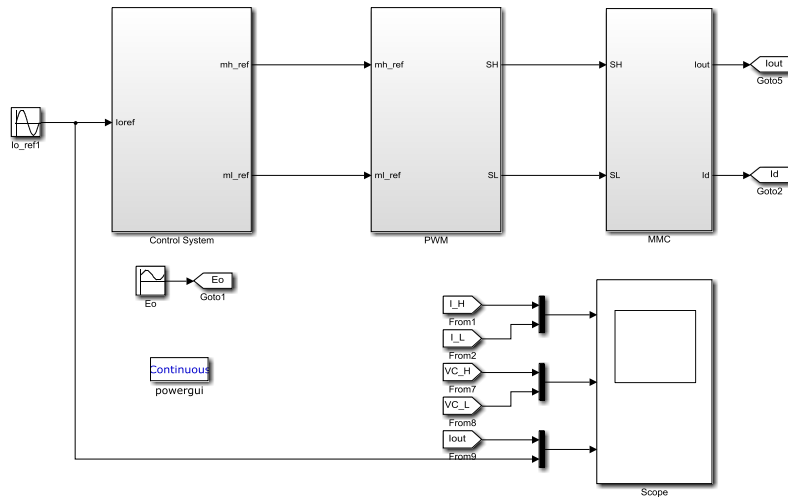 mh_ref
mh_ref
SH
SH
Iout
Iout
Goto5
Ioref
Io_ref1
ml_ref
ml_ref
SL
SL
Id
Id
Goto2
Control System
PWM
MMC
Eo
Eo
Goto1
I_H
From1
I_L
From2
Continuous
powergui
VC_H
From7
VC_L
From8
Iout
From9
Scope